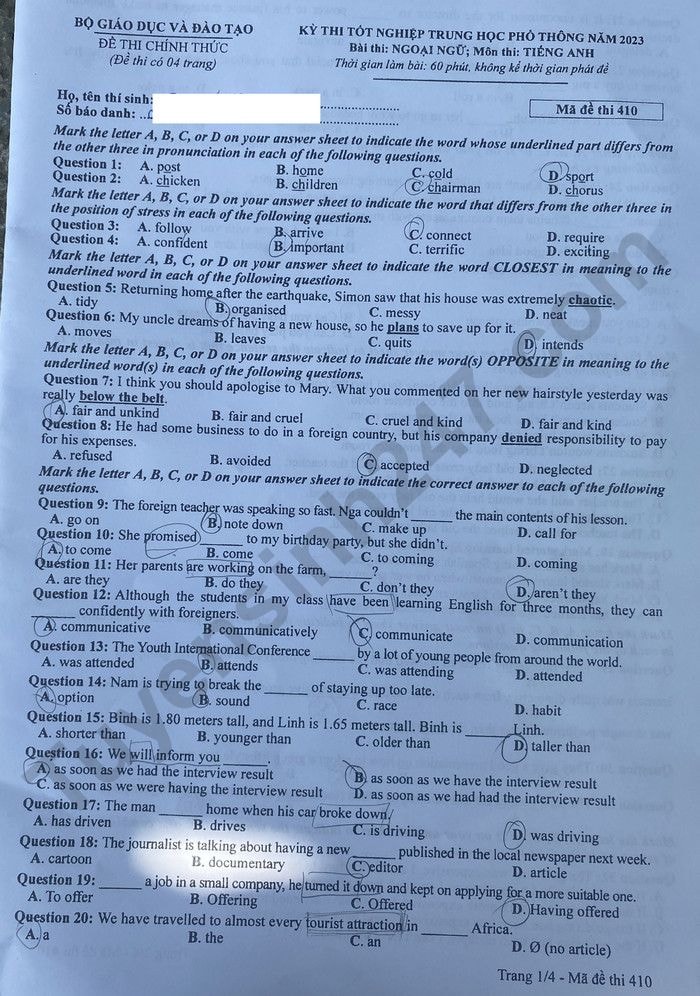 BỘ GIÁO DỤC VÀ ĐÀO TẠO
ĐỀ THI CHÍNH THỨC
(Đề thi có 04 trang)
KỲ THI TỐT NGHIỆP TRUNG HỌC PHỔ THÔNG NĂM 2023
Bài thi: NGOẠI NGỮ; Môn thi: TIẾNG ANH
Thời gian làm bài: 60 phút, không kể thời gian phát đề
Họ, tên thí sinh:
Số báo danh:
Mã đề thi 410
Mark the letter A, B, C, or D on your answer sheet to indicate the word whose underlined part differs from
the other three in pronunciation in each of the following questions.
Question 1: A. post B. home C. cold D. sport
Question 2: A. chicken B. children C. chairman D. chorus
Mark the letter A, B, C, or D on your answer sheet to indicate the word that differs from the other three in
the position of stress in each of the following questions.
Question 3: A. follow B. arrive C. connect D. require
Question 4: A. confident B. important C. terrific D. exciting
Mark the letter A, B, C, or D on your answer sheet to indicate the word CLOSEST in meaning to the
underlined word in each of the following questions.
Question 5: Returning home after the earthquake, Simon saw that his house was extremely chaotic.
A. tidy B. organised C. messy D. neat
Question 6: My uncle dreams of having a new house, so he plans to save up for it.
A. moves B. leaves C. quits D. intends
Mark the letter A, B, C, or D on your answer sheet to indicate the word(s) OPPOSITE in meaning to the
underlined word(s) in each of the following questions.
Question 7: I think you should apologise to Mary. What you commented on her new hairstyle yesterday was
really below the belt.
A. fair and unkind B. fair and cruel C. cruel and kind D. fair and kind
Question 8: He had some business to do in a foreign country, but his company denied responsibility to pay
for his expenses.
A. refused B. avoided C. accepted D. neglected
Mark the letter A, B, C, or D on your answer sheet to indicate the correct answer to each of the following
questions.
Question 9: The foreign teacher was speaking so fast. Nga couldn't ______ the main contents of his lesson.
A. go on B. note down C. make up D. call for
Question 10: She promised ______ to my birthday party, but she didn't.
A. to come B. come C. to coming D. coming
Question 11: Her parents are working on the farm, ______?
A. are they B. do they C. don't they D. aren't they
Question 12: Although the students in my class have been learning English for three months, they can
______ confidently with foreigners.
A. communicative B. communicatively C. communicate D. communication
Question 13: The Youth International Conference ______ by a lot of young people from around the world.
A. was attended B. attends C. was attending D. attended
Question 14: Nam is trying to break the ______ of staying up too late.
A. option B. sound C. race D. habit
Question 15: Binh is 1.80 meters tall, and Linh is 1.65 meters tall. Binh is ______ Linh.
A. shorter than B. younger than C. older than D. taller than
Question 16: We will inform you ______.
A. as soon as we had the interview result B. as soon as we have the interview result
C. as soon as we were having the interview result D. as soon as we had had the interview result
Question 17: The man ______ home when his car broke down.
A. has driven B. drives C. is driving D. was driving
Question 18: The journalist is talking about having a new ______ published in the local newspaper next week.
A. cartoon B. documentary C. editor D. article
Question 19: ______ a job in a small company, he turned it down and kept on applying for a more suitable one.
A. To offer B. Offering C. Offered D. Having offered
Question 20: We have travelled to almost every tourist attraction in ______ Africa.
A. a B. the C. an D. Ø (no article)
Trang 1/4 - Mã đề thi 410
tuyensinh247.com